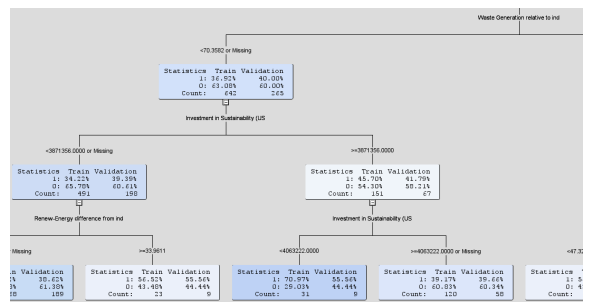 Waste Generation relative to ind
<70.3582 or Missing
Statistics Train Validation
1: 36.92% 40.00%
0: 63.08% 60.00%
Count: 642 265
Investment in Sustainability (US
<3871356.0000 or Missing
>=3871356.0000
Statistics Train Validation
1: 34.22% 39.39%
0: 65.78% 60.61%
Count: 491 198
Statistics Train Validation
1: 45.70% 41.79%
0: 54.30% 58.21%
Count: 151 67
Renew-Energy difference from ind
Investment in Sustainability (US
Missing
>=33.9611
<4063222.0000
>=4063222.0000 or Missing
<47.32
Validation
38.62%
61.38%
189
Statistics Train Validation
1: 56.52% 55.56%
0: 43.48% 44.44%
Count: 23 9
Statistics Train Validation
1: 70.97% 55.56%
0: 29.03% 44.44%
Count: 31 9
Statistics Train Validation
1: 39.17% 39.66%
0: 60.83% 60.34%
Count: 120 58
Statistics
1:
0:
Count: